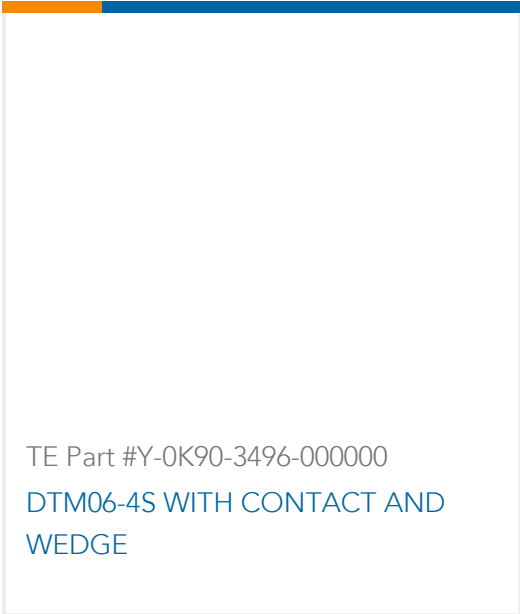 TE Part #Y-0K90-3496-000000
DTM06-4S WITH CONTACT AND
WEDGE